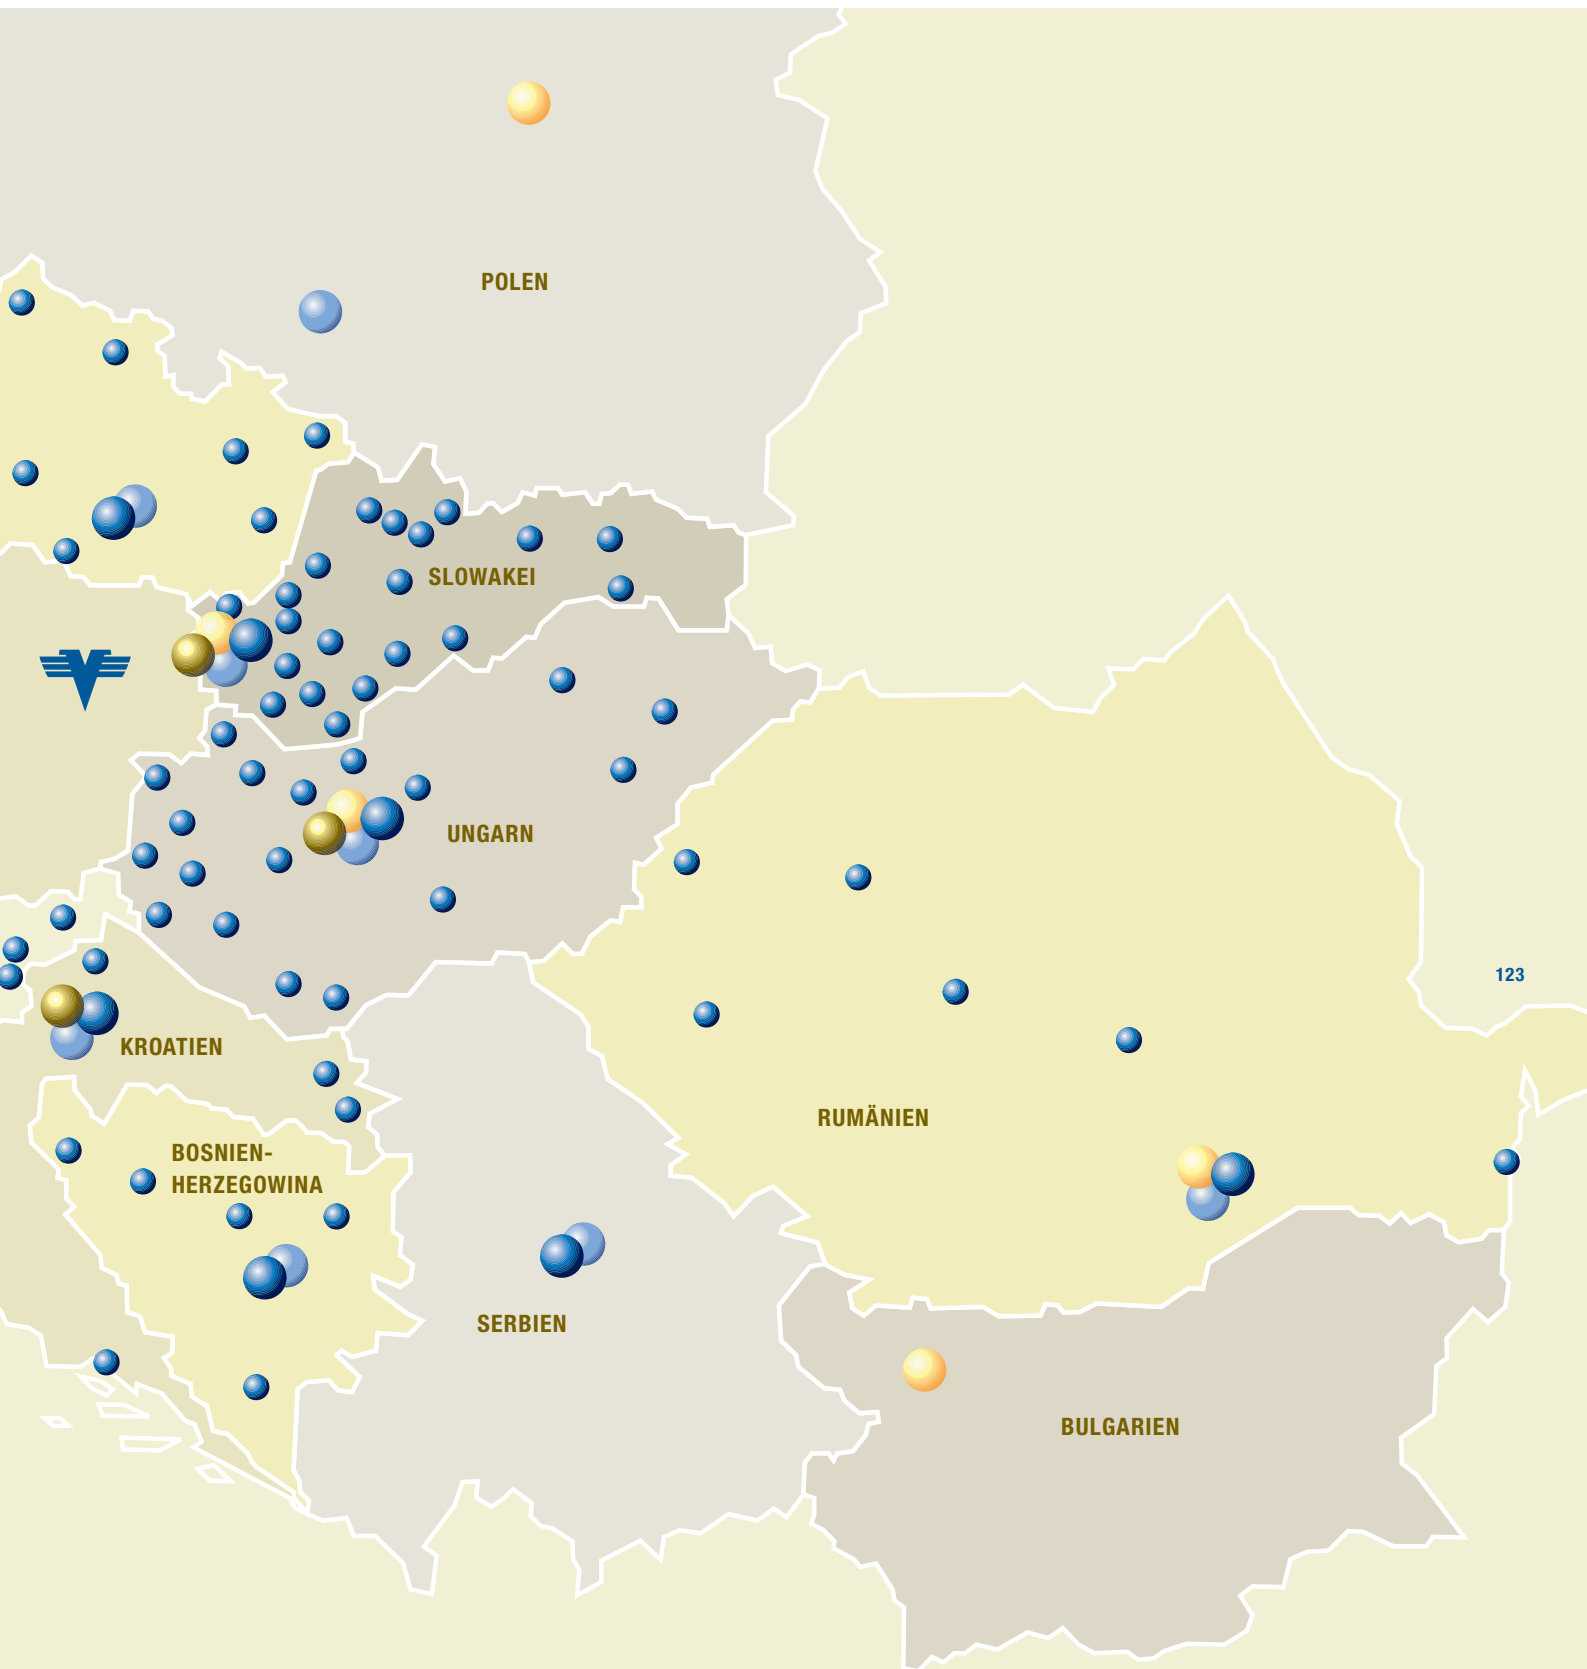 POLEN
SLOWAKEI
UNGARN
123
KROATIEN
RUMÄNIEN
BOSNIEN-
HERZEGOWINA
SERBIEN
BULGARIEN